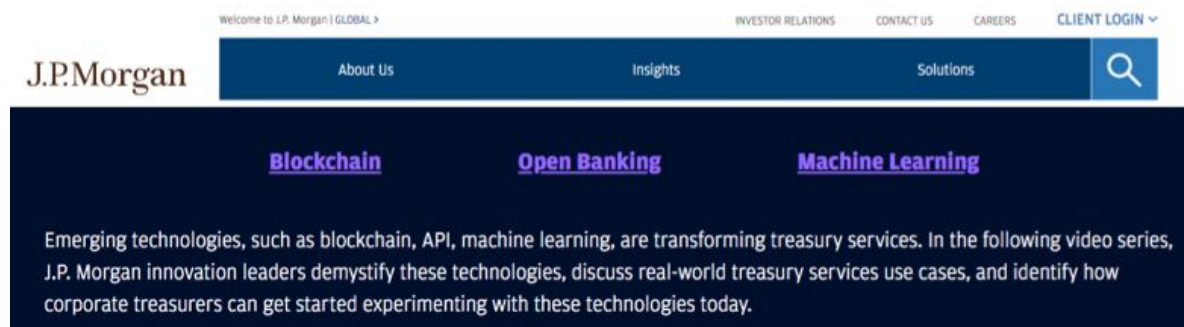 Welcome to J.P. Morgan | GLOBAL >
INVESTOR RELATIONS
CONTACT US
CAREERS
CLIENT LOGIN
J.P.Morgan
About Us
Insights
Solutions
Blockchain
Open Banking
Machine Learning
Emerging technologies, such as blockchain, API, machine learning, are transforming treasury services. In the following video series,
J.P. Morgan innovation leaders demystify these technologies, discuss real-world treasury services use cases, and identify how
corporate treasurers can get started experimenting with these technologies today.